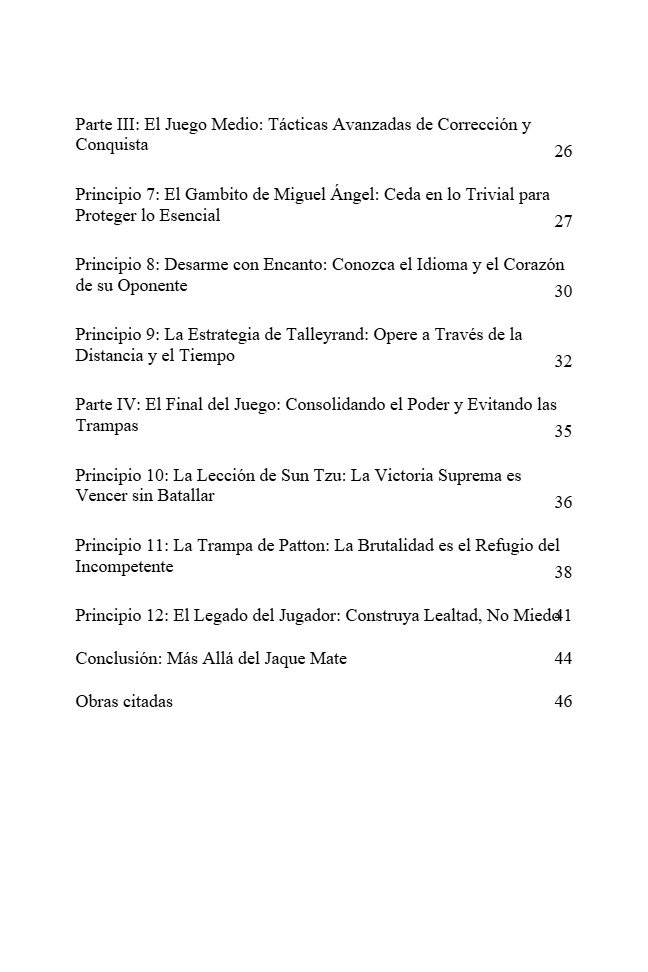 Parte III: El Juego Medio: Tácticas Avanzadas de Corrección y
Conquista 26
Principio 7: El Gambito de Miguel Ángel: Ceda en lo Trivial para
Proteger lo Esencial 27
Principio 8: Desarme con Encanto: Conozca el Idioma y el Corazón
de su Oponente 30
Principio 9: La Estrategia de Talleyrand: Opere a Través de la
Distancia y el Tiempo 32
Parte IV: El Final del Juego: Consolidando el Poder y Evitando las
Trampas 35
Principio 10: La Lección de Sun Tzu: La Victoria Suprema es
Vencer sin Batallar 36
Principio 11: La Trampa de Patton: La Brutalidad es el Refugio del
Incompetente 38
Principio 12: El Legado del Jugador: Construya Lealtad, No Miedo 41
Conclusión: Más Allá del Jaque Mate 44
Obras citadas 46